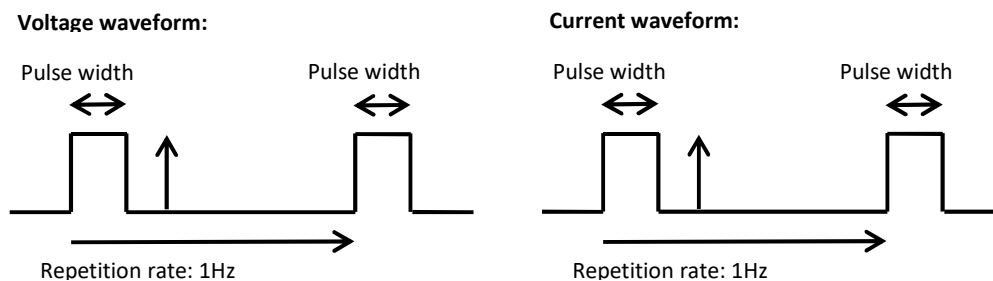 Voltage waveform:
Current waveform:
Pulse width
Pulse width
Pulse width
Pulse width
Repetition rate: 1Hz
Repetition rate: 1Hz